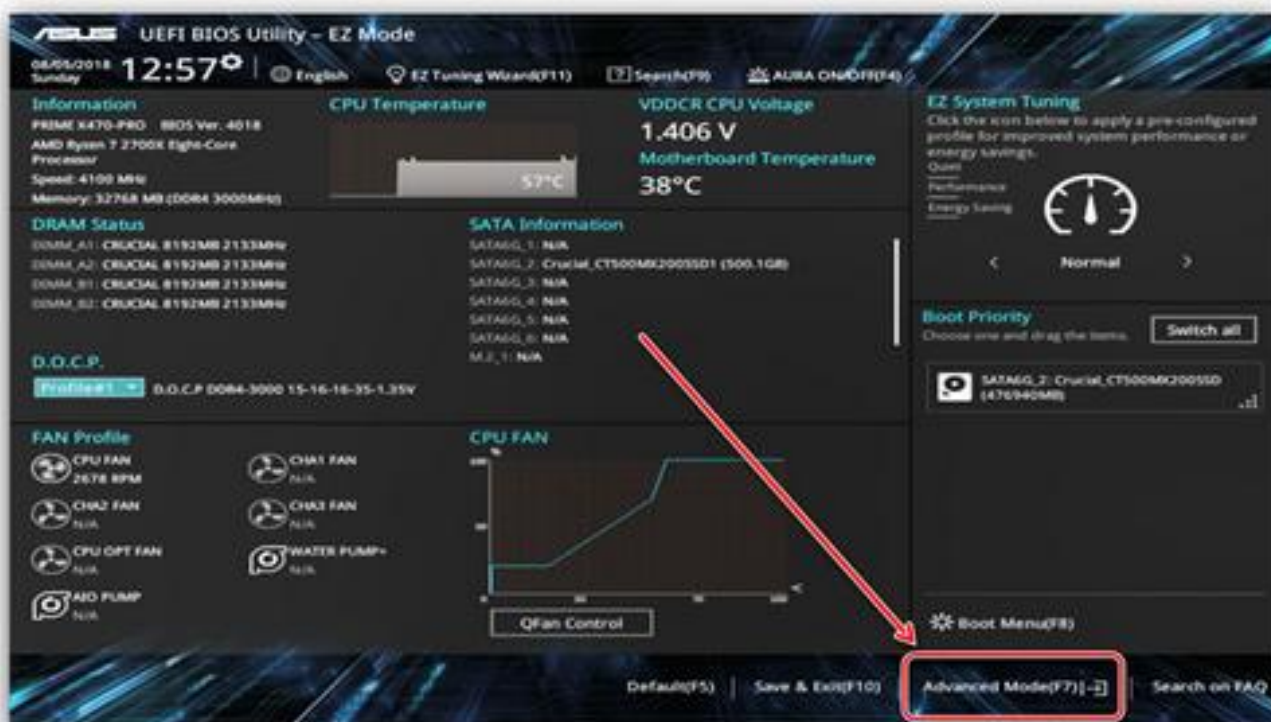 ASUS UEFI BIOS Utility – EZ Mode
08/05/2018
Sunday
12:57
English
EZ Tuning Wizard(F11)
Search(F9)
AURA ON/OFF(F4)
Information
PRIME X470-PRO BIOS Ver. 4018
AMD Ryzen 7 2700X Eight-Core
Processor
Speed: 4100 MHz
Memory: 32768 MB (DDR4 3000MHz)
CPU Temperature
57°C
VDDCR CPU Voltage
1.406 V
Motherboard Temperature
38°C
EZ System Tuning
Click the icon below to apply a pre-configured
profile for improved system performance or
energy savings.
Quiet
Performance
Energy Saving
< Normal >
DRAM Status
DIMM_A1: CRUCIAL 8192MB 2133MHz
DIMM_A2: CRUCIAL 8192MB 2133MHz
DIMM_B1: CRUCIAL 8192MB 2133MHz
DIMM_B2: CRUCIAL 8192MB 2133MHz
SATA Information
SATA6G_1: N/A
SATA6G_2: Crucial_CT500MX200SSD1 (500.1GB)
SATA6G_3: N/A
SATA6G_4: N/A
SATA6G_5: N/A
SATA6G_6: N/A
M.2_1: N/A
D.O.C.P.
Profile#1 D.O.C.P DDR4-3000 15-16-16-35-1.35V
Boot Priority
Choose one and drag the items.
Switch all
SATA6G_2: Crucial_CT500MX200SSD
(476940MB)
FAN Profile
CPU FAN
2678 RPM
CHA1 FAN
N/A
CHA2 FAN
N/A
CHA3 FAN
N/A
CPU OPT FAN
N/A
WATER PUMP+
N/A
AIO PUMP
N/A
CPU FAN
%
100
50
0
30
70
100
°C
QFan Control
Boot Menu(F8)
Default(F5)
Save & Exit(F10)
Advanced Mode(F7)
Search on FAQ